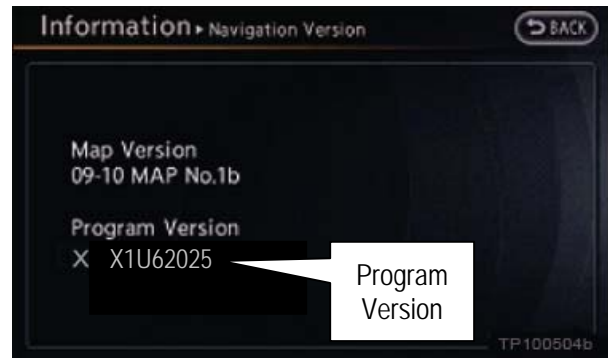 Information ▸ Navigation Version
BACK
Map Version
09-10 MAP No.1b
Program Version
X X1U62025
Program
Version
TP100504b